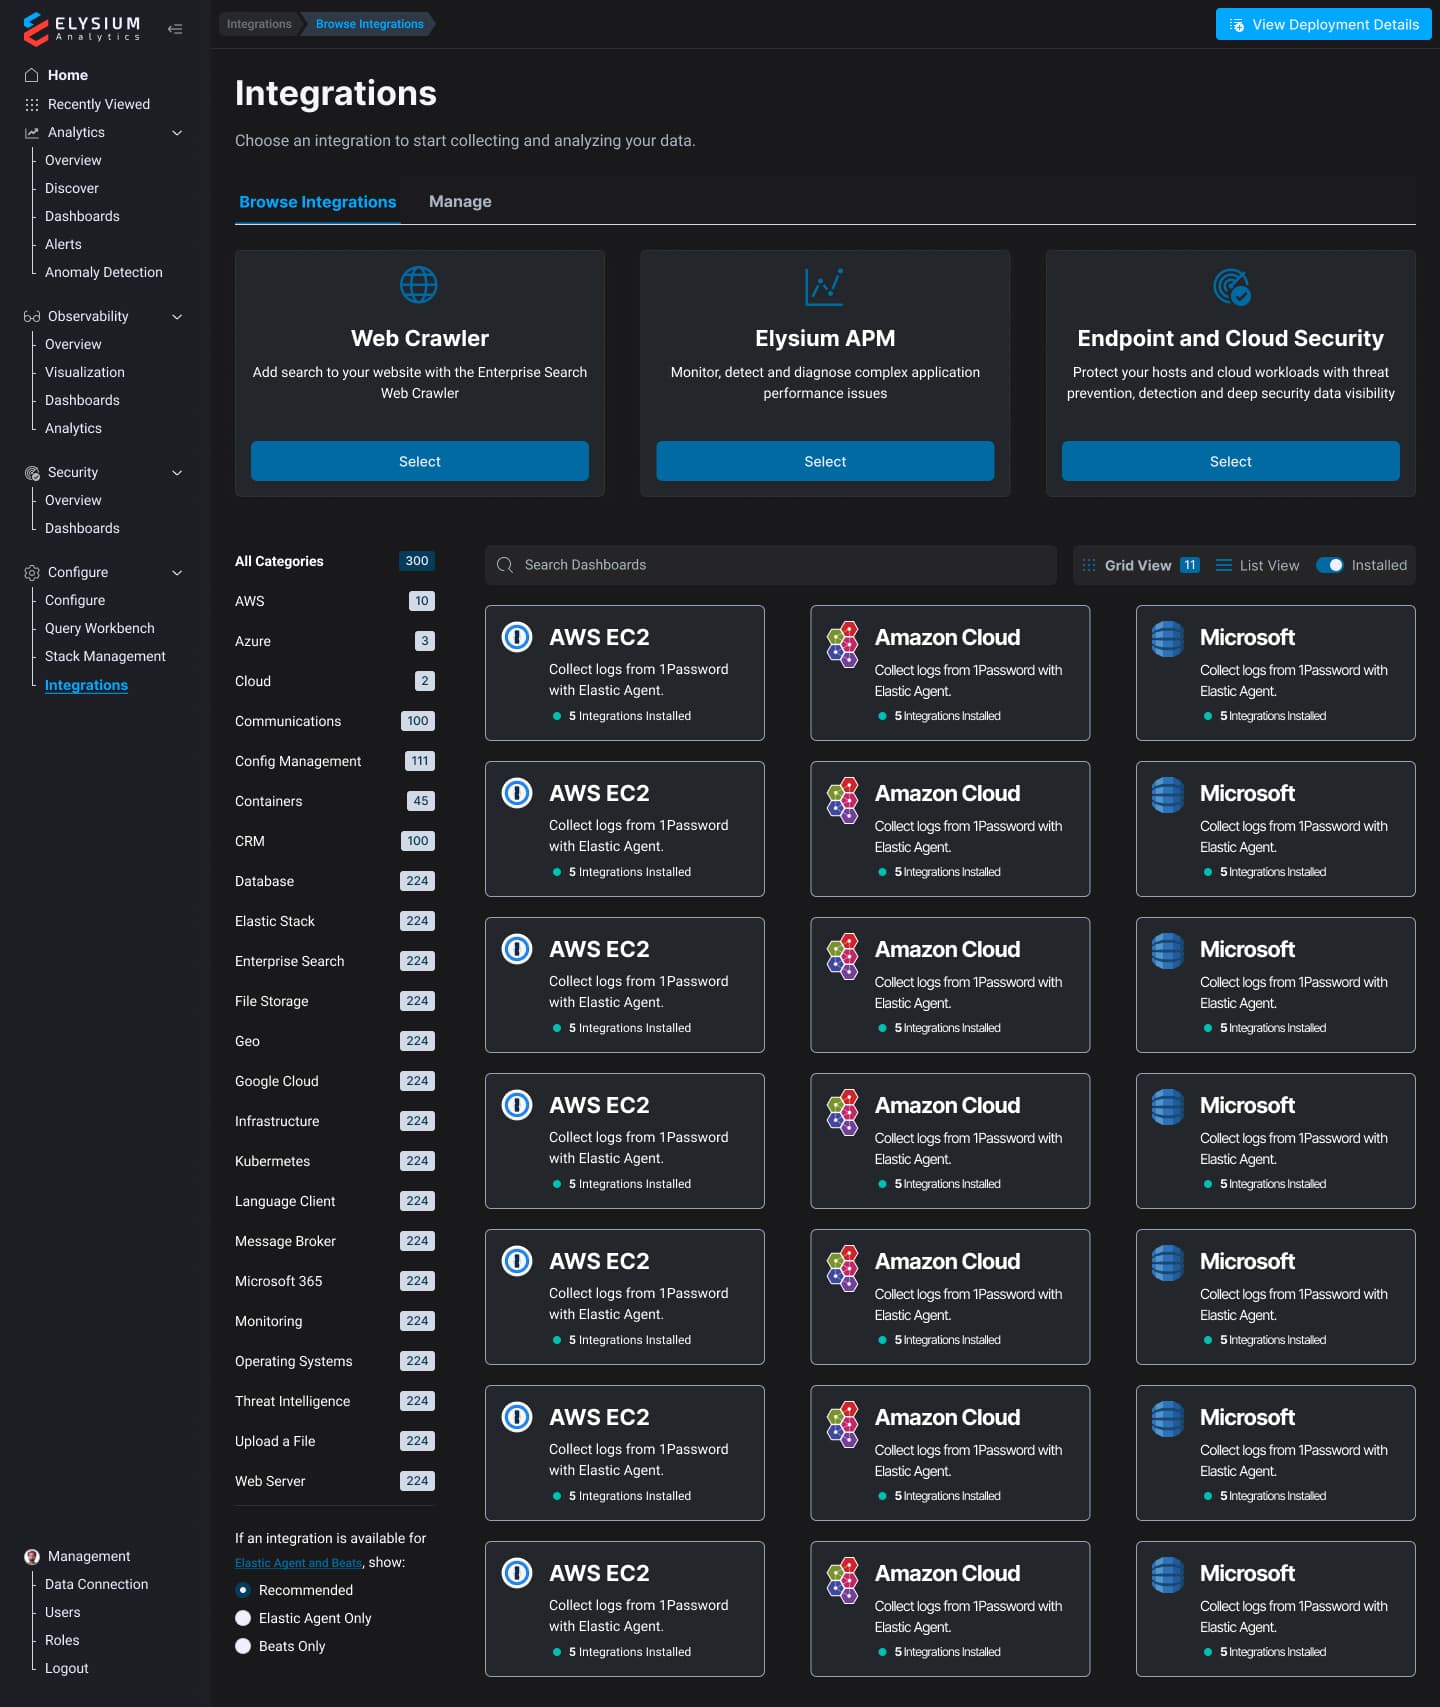 ELYSIUM
Analytics
Home
Recently Viewed
Analytics
Overview
Discover
Dashboards
Alerts
Anomaly Detection
Observability
Overview
Visualization
Dashboards
Analytics
Security
Overview
Dashboards
Configure
Configure
Query Workbench
Stack Management
Integrations
Management
Data Connection
Users
Roles
Logout
Integrations
Browse Integrations
View Deployment Details
Integrations
Choose an integration to start collecting and analyzing your data.
Browse Integrations
Manage
Web Crawler
Add search to your website with the Enterprise Search
Web Crawler
Select
Elysium APM
Monitor, detect and diagnose complex application
performance issues
Select
Endpoint and Cloud Security
Protect your hosts and cloud workloads with threat
prevention, detection and deep security data visibility
Select
All Categories 300
AWS 10
Azure 3
Cloud 2
Communications 100
Config Management 111
Containers 45
CRM 100
Database 224
Elastic Stack 224
Enterprise Search 224
File Storage 224
Geo 224
Google Cloud 224
Infrastructure 224
Kubernetes 224
Language Client 224
Message Broker 224
Microsoft 365 224
Monitoring 224
Operating Systems 224
Threat Intelligence 224
Upload a File 224
Web Server 224
If an integration is available for
Elastic Agent and Beats, show:
Recommended
Elastic Agent Only
Beats Only
Search Dashboards
Grid View 11
List View
Installed
AWS EC2
Collect logs from 1Password
with Elastic Agent.
5 Integrations Installed
Amazon Cloud
Collect logs from 1Password with
Elastic Agent.
5 Integrations Installed
Microsoft
Collect logs from 1Password with
Elastic Agent.
5 Integrations Installed
AWS EC2
Collect logs from 1Password
with Elastic Agent.
5 Integrations Installed
Amazon Cloud
Collect logs from 1Password with
Elastic Agent.
5 Integrations Installed
Microsoft
Collect logs from 1Password with
Elastic Agent.
5 Integrations Installed
AWS EC2
Collect logs from 1Password
with Elastic Agent.
5 Integrations Installed
Amazon Cloud
Collect logs from 1Password with
Elastic Agent.
5 Integrations Installed
Microsoft
Collect logs from 1Password with
Elastic Agent.
5 Integrations Installed
AWS EC2
Collect logs from 1Password
with Elastic Agent.
5 Integrations Installed
Amazon Cloud
Collect logs from 1Password with
Elastic Agent.
5 Integrations Installed
Microsoft
Collect logs from 1Password with
Elastic Agent.
5 Integrations Installed
AWS EC2
Collect logs from 1Password
with Elastic Agent.
5 Integrations Installed
Amazon Cloud
Collect logs from 1Password with
Elastic Agent.
5 Integrations Installed
Microsoft
Collect logs from 1Password with
Elastic Agent.
5 Integrations Installed
AWS EC2
Collect logs from 1Password
with Elastic Agent.
5 Integrations Installed
Amazon Cloud
Collect logs from 1Password with
Elastic Agent.
5 Integrations Installed
Microsoft
Collect logs from 1Password with
Elastic Agent.
5 Integrations Installed
AWS EC2
Collect logs from 1Password
with Elastic Agent.
5 Integrations Installed
Amazon Cloud
Collect logs from 1Password with
Elastic Agent.
5 Integrations Installed
Microsoft
Collect logs from 1Password with
Elastic Agent.
5 Integrations Installed